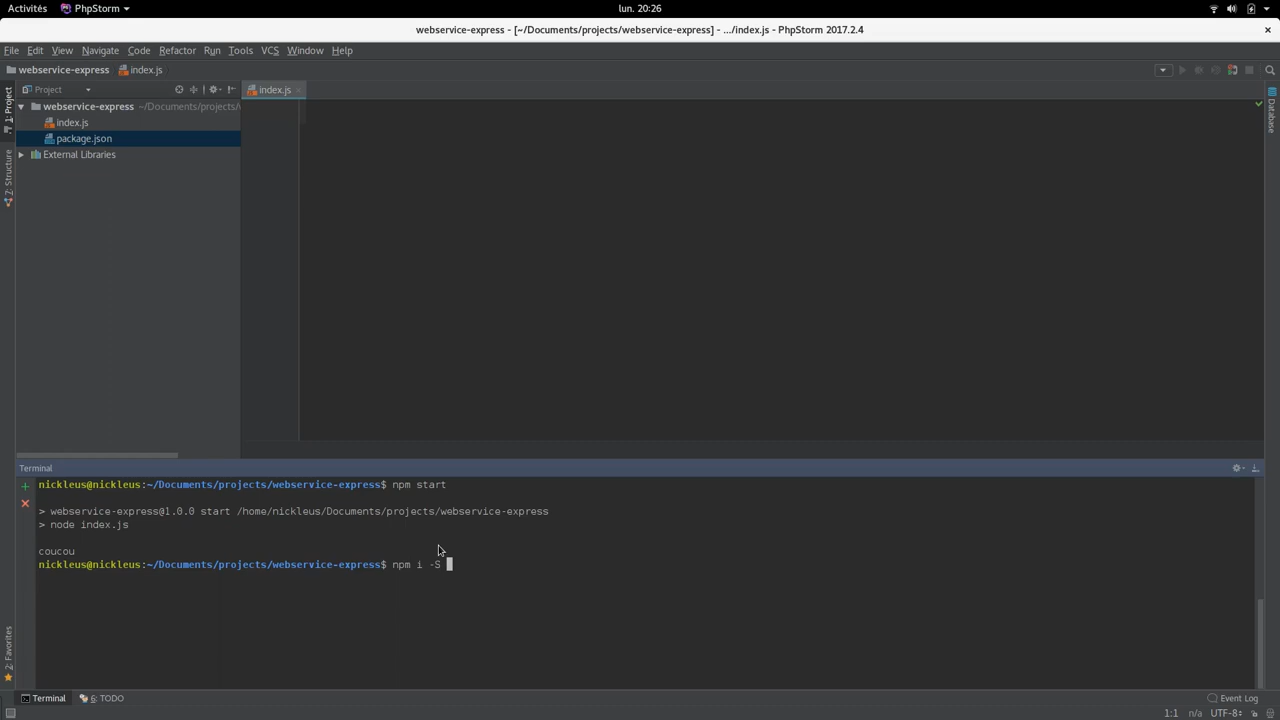 Activités PhpStorm lun. 20:26
webservice-express - [~/Documents/projects/webservice-express] - .../index.js - PhpStorm 2017.2.4
File Edit View Navigate Code Refactor Run Tools VCS Window Help
webservice-express index.js
1: Project
Project
index.js
webservice-express ~/Documents/projects/
index.js
package.json
External Libraries
7: Structure
Database
Terminal
nickleus@nickleus:~/Documents/projects/webservice-express$ npm start
> webservice-express@1.0.0 start /home/nickleus/Documents/projects/webservice-express
> node index.js
coucou
nickleus@nickleus:~/Documents/projects/webservice-express$ npm i -S
2: Favorites
Terminal 6: TODO Event Log
1:1 n/a UTF-8